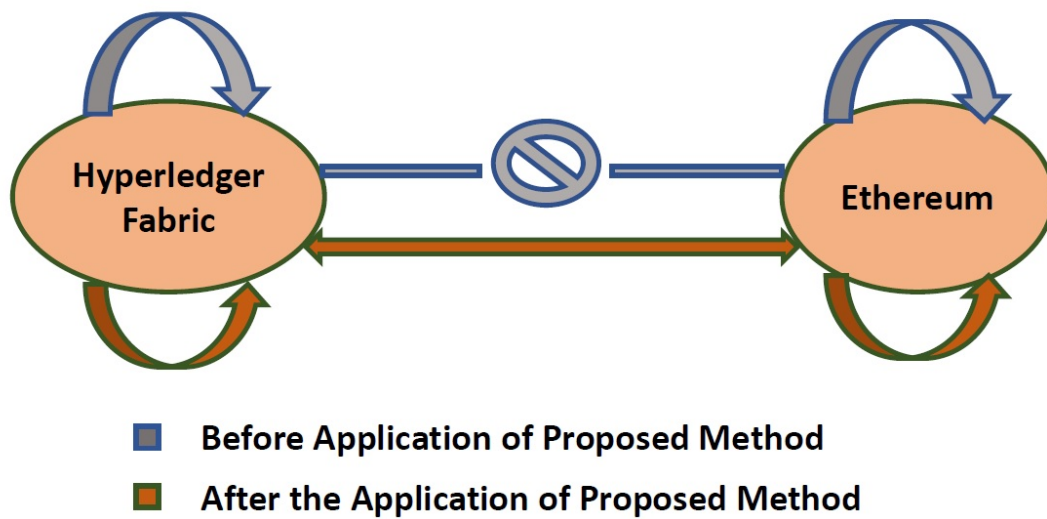 Hyperledger
Fabric
Ethereum
Before Application of Proposed Method
After the Application of Proposed Method